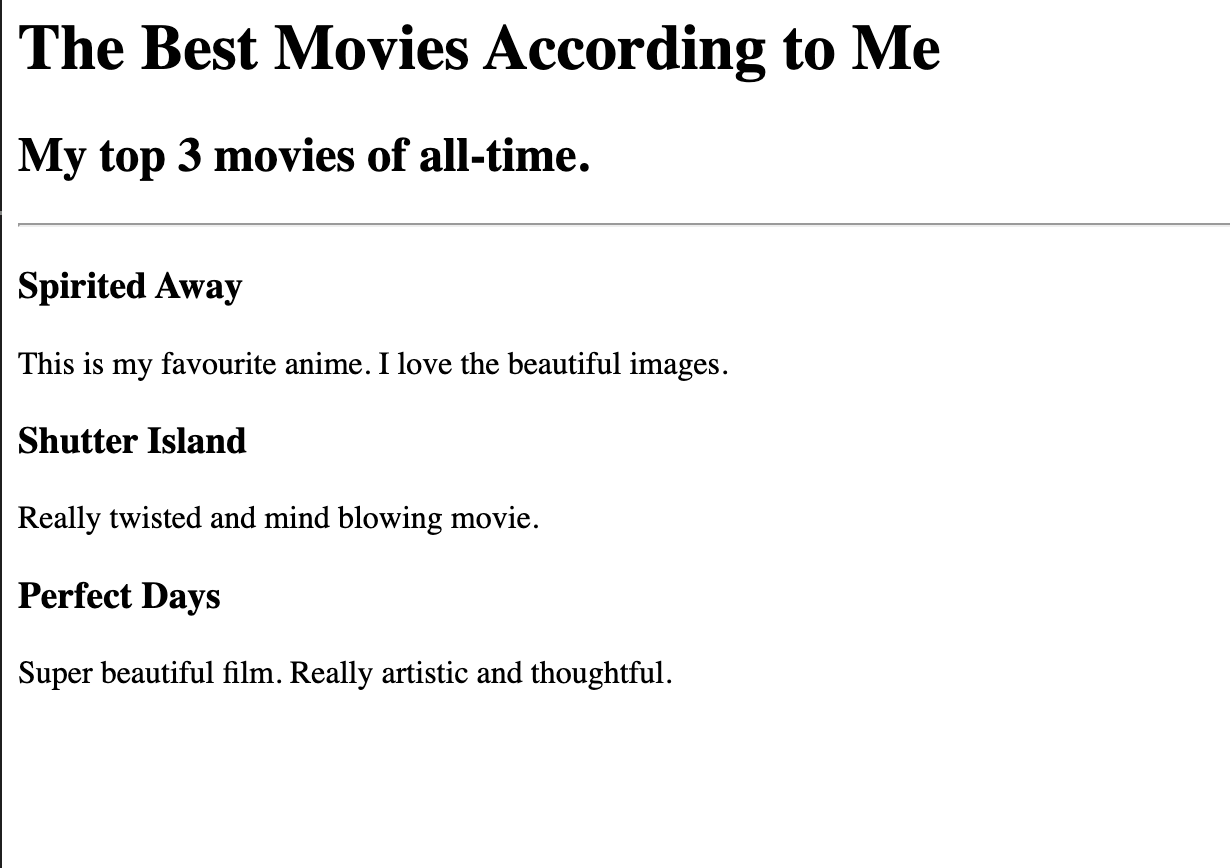 The Best Movies According to Me
My top 3 movies of all-time.
Spirited Away
This is my favourite anime. I love the beautiful images.
Shutter Island
Really twisted and mind blowing movie.
Perfect Days
Super beautiful film. Really artistic and thoughtful.